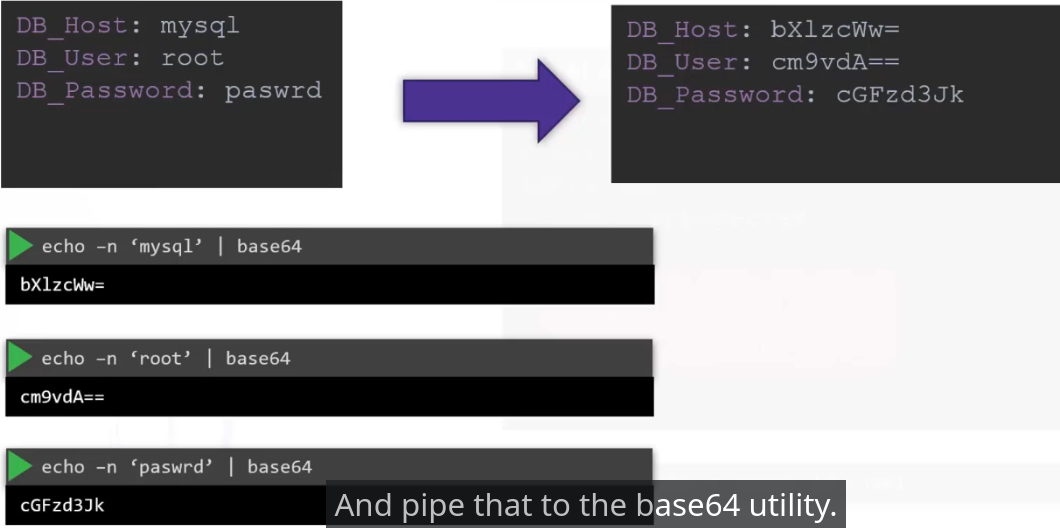 DB_Host: mysql
DB_User: root
DB_Password: paswrd
DB_Host: bXlzcWw=
DB_User: cm9vdA==
DB_Password: cGFzd3Jk
echo –n ‘mysql’ | base64
bXlzcWw=
echo –n ‘root’ | base64
cm9vdA==
echo –n ‘paswrd’ | base64
cGFzd3Jk
And pipe that to the base64 utility.